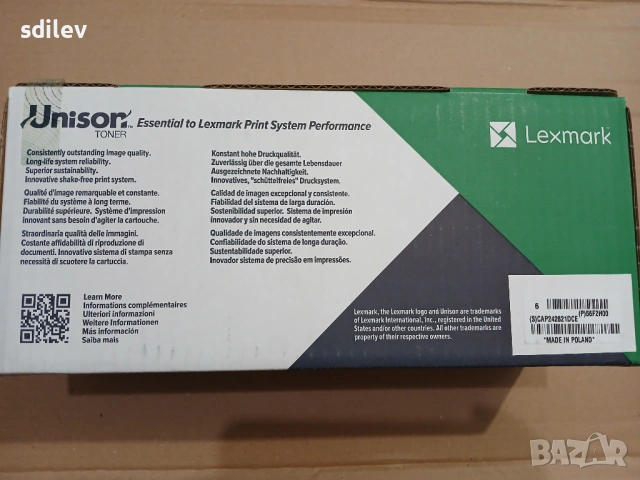 sdilev
Unison™
TONER
Essential to Lexmark Print System Performance
Lexmark
Consistently outstanding image quality.
Long-life system reliability.
Superior sustainability.
Innovative shake-free print system.
Qualité d'image remarquable et constante.
Fiabilité du système à long terme.
Durabilité supérieure. Système d'impression
innovant sans besoin d'agiter la cartouche.
Straordinaria qualità delle immagini.
Costante affidabilità di riproduzione di
documenti. Innovativo sistema di stampa senza
necessità di scuotere la cartuccia.
Konstant hohe Druckqualität.
Zuverlässig über die gesamte Lebensdauer
Ausgezeichnete Nachhaltigkeit.
Innovatives, "schüttelfreies" Drucksystem.
Calidad de imagen excepcional y consistente.
Fiabilidad del sistema de larga duración.
Sostenibilidad superior. Sistema de impresión
innovador y sin necesidad de agitar.
Qualidade de imagens consistentemente excepcional.
Confiabilidade do sistema de longa duração.
Sustentabilidade superior.
Inovador sistema de precisão em impressões.
Learn More
Informations complémentaires
Ulteriori informazioni
Weitere Informationen
Más información
Saiba mais
Lexmark, the Lexmark logo and Unison are trademarks
of Lexmark International, Inc., registered in the United
States and/or other countries. All other trademarks are
property of their respective owners.
6
(P)56F2H00
(S)CAP242621DCE
"MADE IN POLAND"
BAZAR